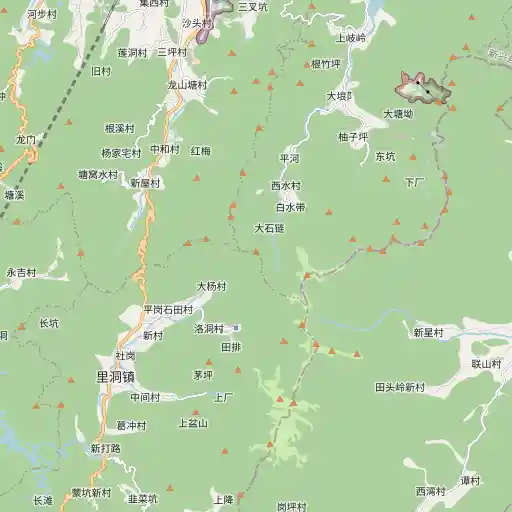 集西村
三叉坑
河步村
沙头村
上岐岭
莲洞村
三坪村
旧村
根竹坪
龙山塘村
大埌阝
大塘坳
根溪村
柚子坪
龙门
杨家宅村
中和村
红梅
平河
东坑
塘窝水村
新屋村
西水村
下厂
塘溪
白水带
大石磋
永吉村
大杨村
平岗石田村
长坑
洛洞村
新星村
新村
田排
社岗
联山村
里洞镇
茅坪
田头岭新村
中间村
上厂
葛冲村
上盆山
新打路
谭村
蒙坑新村
西湾村
长滩
韭菜坑
上降
岗坪村